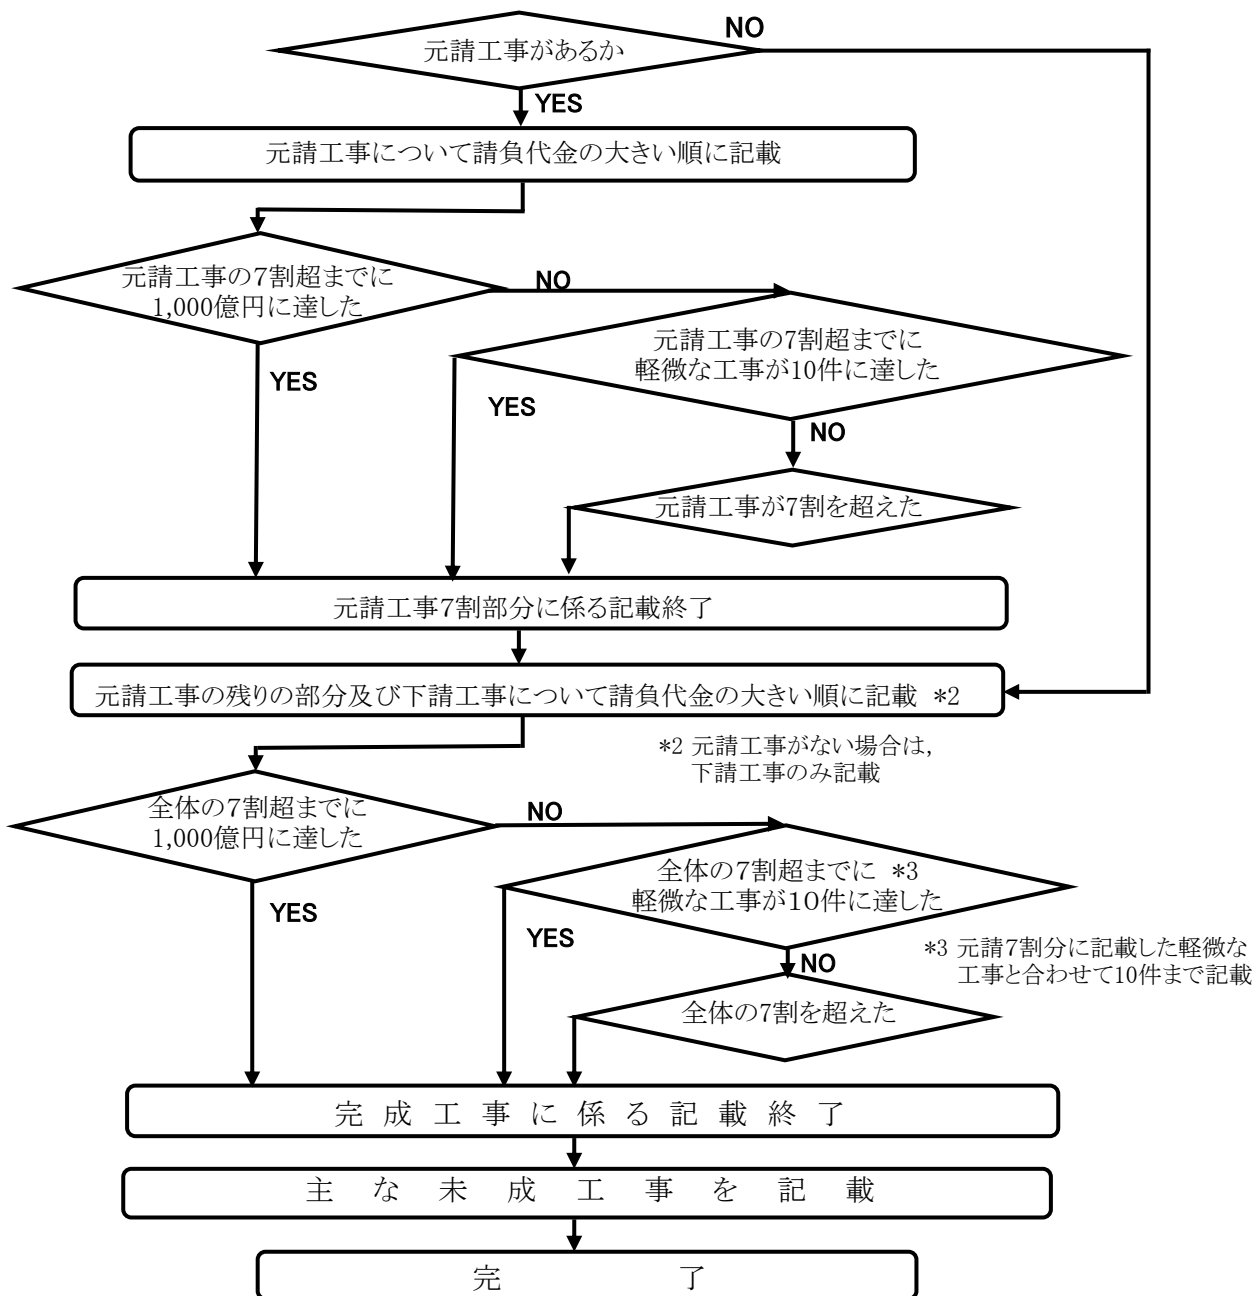 元請工事があるか
NO
YES
元請工事について請負代金の大きい順に記載
元請工事の７割超までに
1,000億円に達した
NO
YES
元請工事の7割超までに
軽微な工事が10件に達した
YES
NO
元請工事が7割を超えた
元請工事７割部分に係る記載終了
元請工事の残りの部分及び下請工事について請負代金の大きい順に記載 *2
*2 元請工事がない場合は,
下請工事のみ記載
全体の７割超までに
1,000億円に達した
NO
YES
全体の７割超までに *3
軽微な工事が１０件に達した
YES
NO
*3 元請７割分に記載した軽微な
工事と合わせて10件まで記載
全体の7割を超えた
完 成 工 事 に 係 る 記 載 終 了
主 な 未 成 工 事 を 記 載
完 了